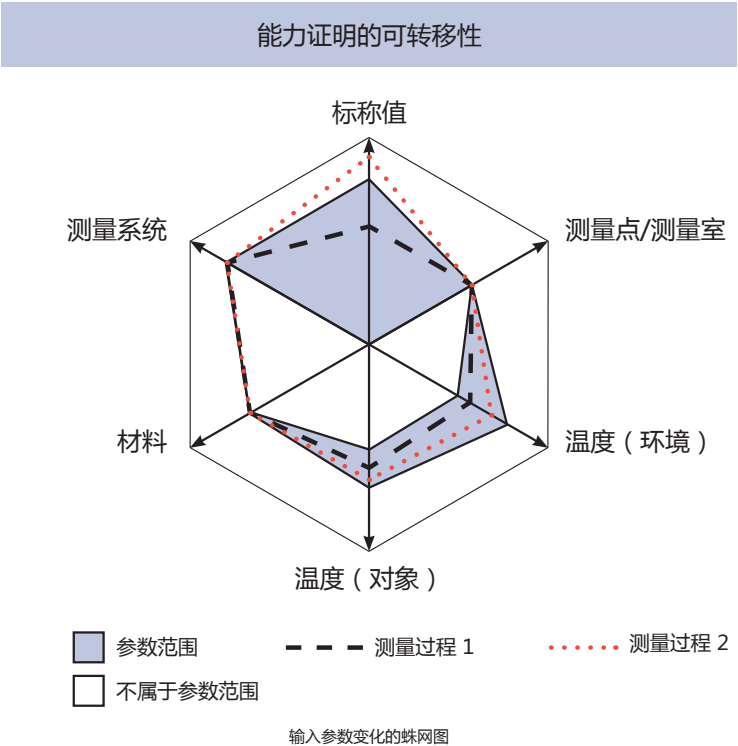 能力证明的可转移性
标称值
测量系统
测量点/测量室
材料
温度（环境）
温度（对象）
参数范围
测量过程 1
测量过程 2
不属于参数范围
输入参数变化的蛛网图